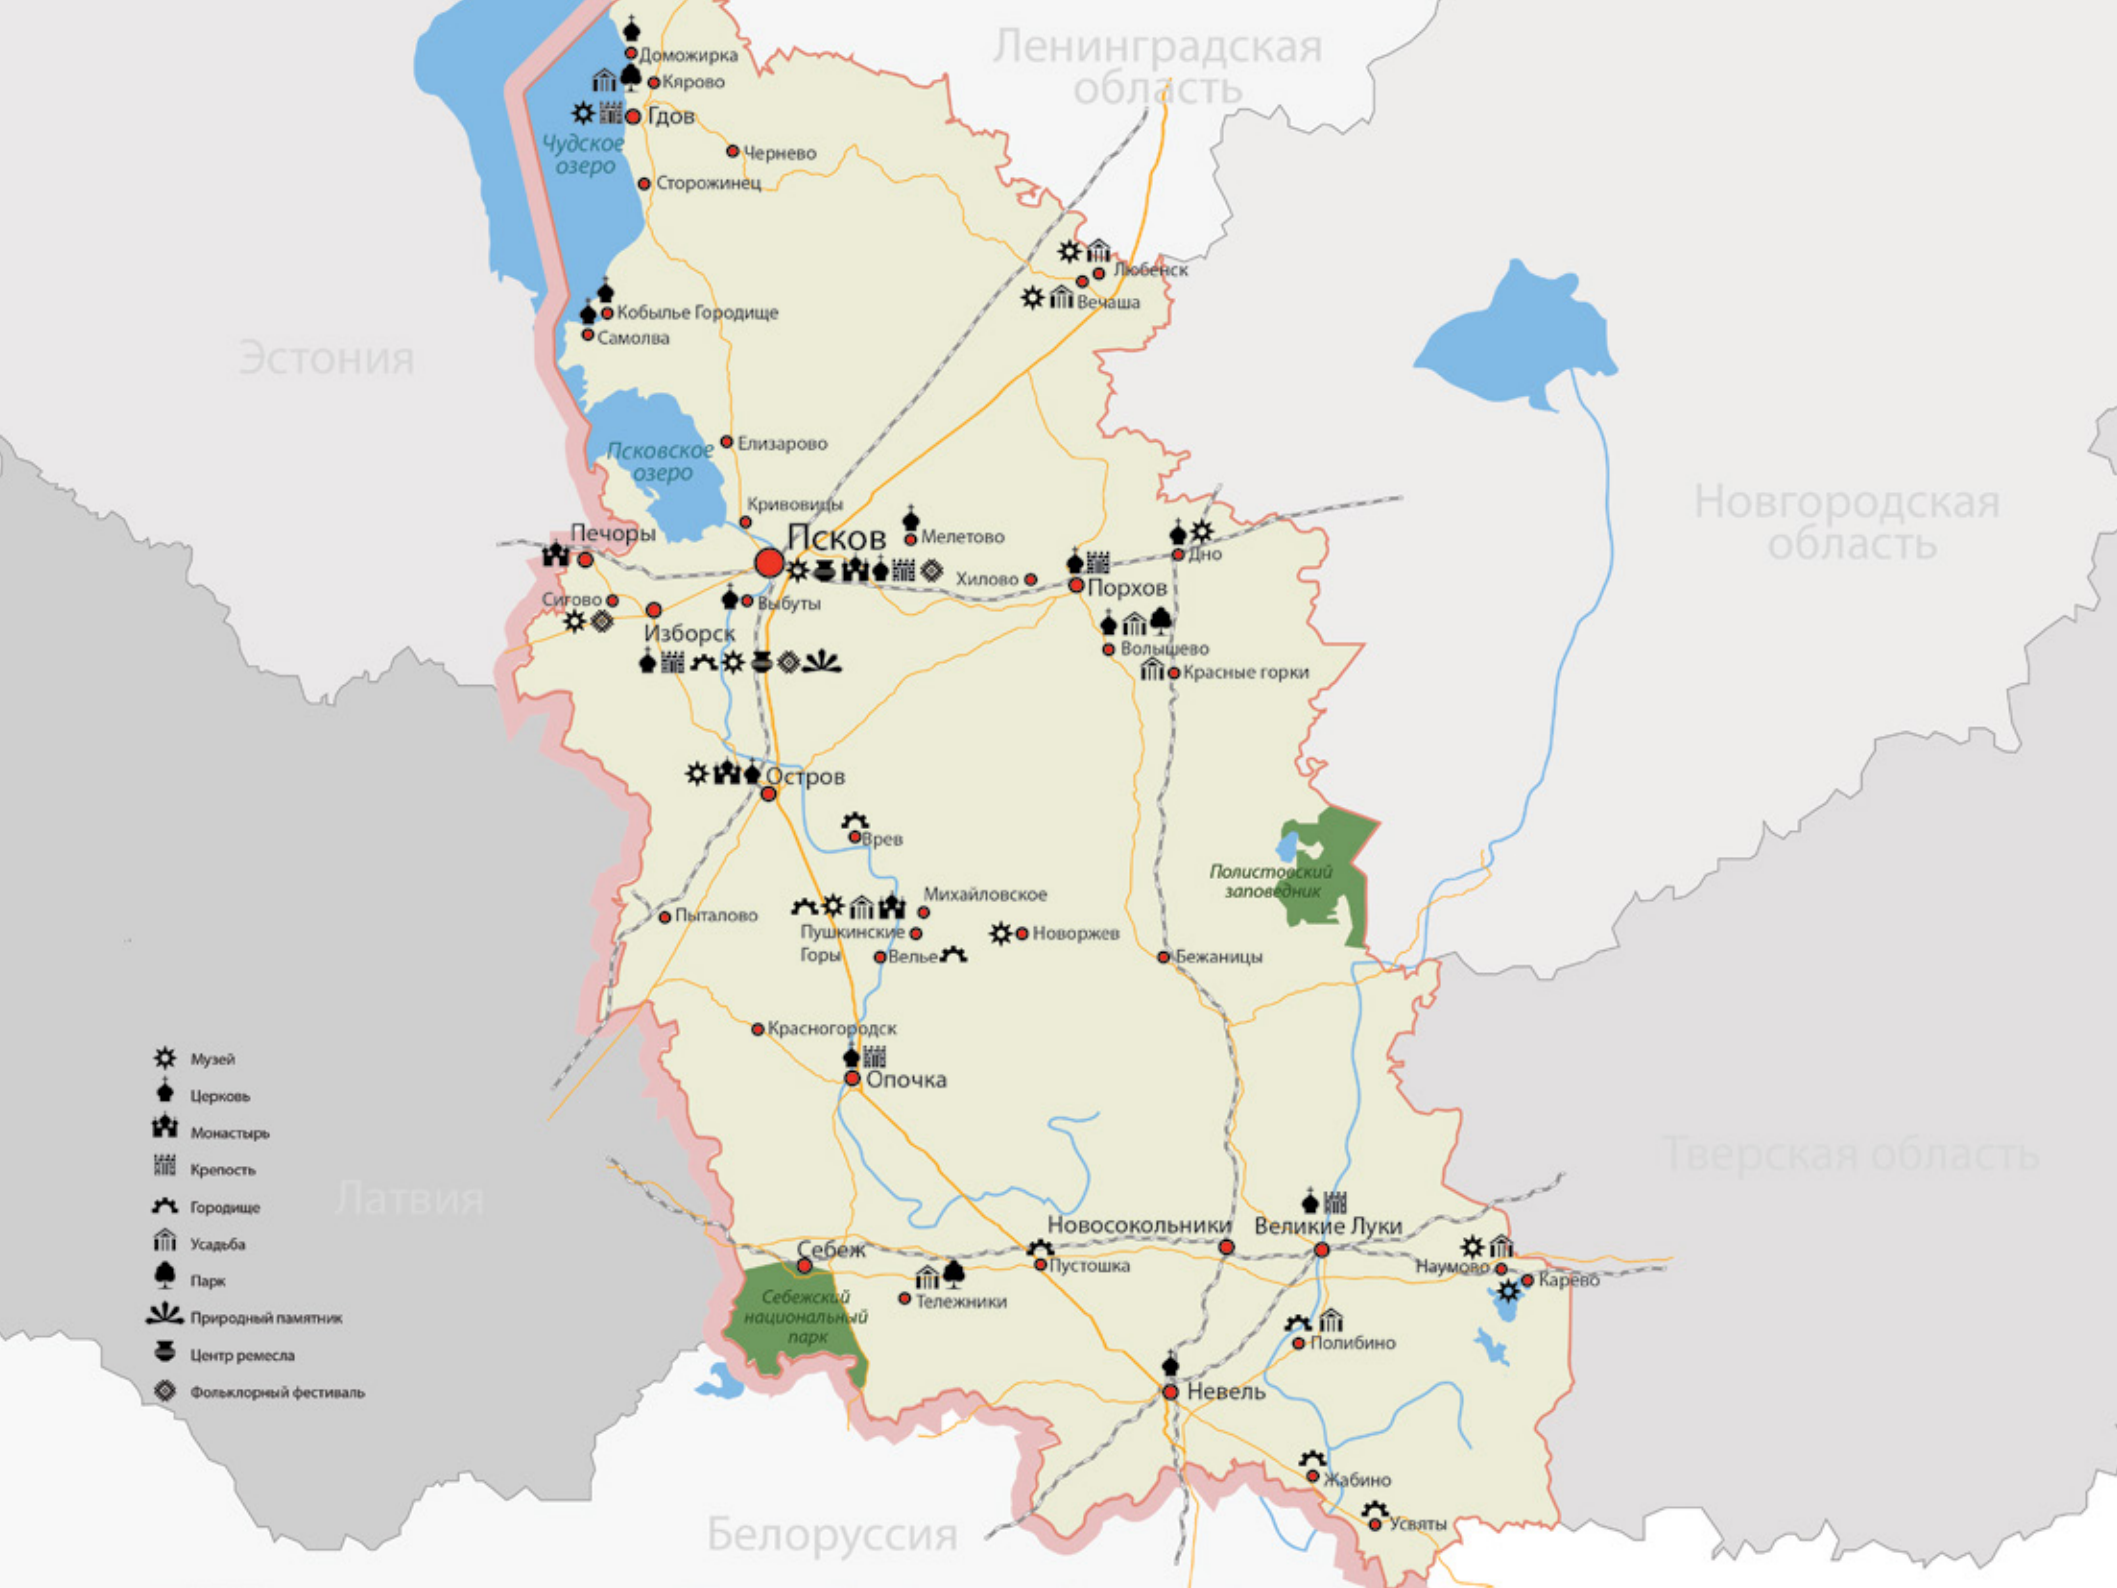 Ленинградская
область
Доможирка
Кярово
Гдов
Чудское
озеро
Чернево
Сторожинец
Любенск
Вечаша
Кобылье Городище
Самолва
Эстония
Елизарово
Псковское
озеро
Новгородская
область
Кривовицы
Печоры
Псков
Мелетово
Дно
Хилово
Порхов
Сигово
Выбуты
Изборск
Волышево
Красные горки
Остров
Врев
Полистовский
заповедник
Михайловское
Пыталово
Пушкинские
Горы
Новоржев
Велье
Бежаницы
Красногородск
Опочка
Музей
Церковь
Монастырь
Крепость
Городище
Усадьба
Парк
Природный памятник
Центр ремесла
Фольклорный фестиваль
Латвия
Тверская область
Новосокольники
Великие Луки
Себеж
Пустошка
Наумово
Карево
Себежский
национальный
парк
Тележники
Полибино
Невель
Жабино
Усвяты
Белоруссия